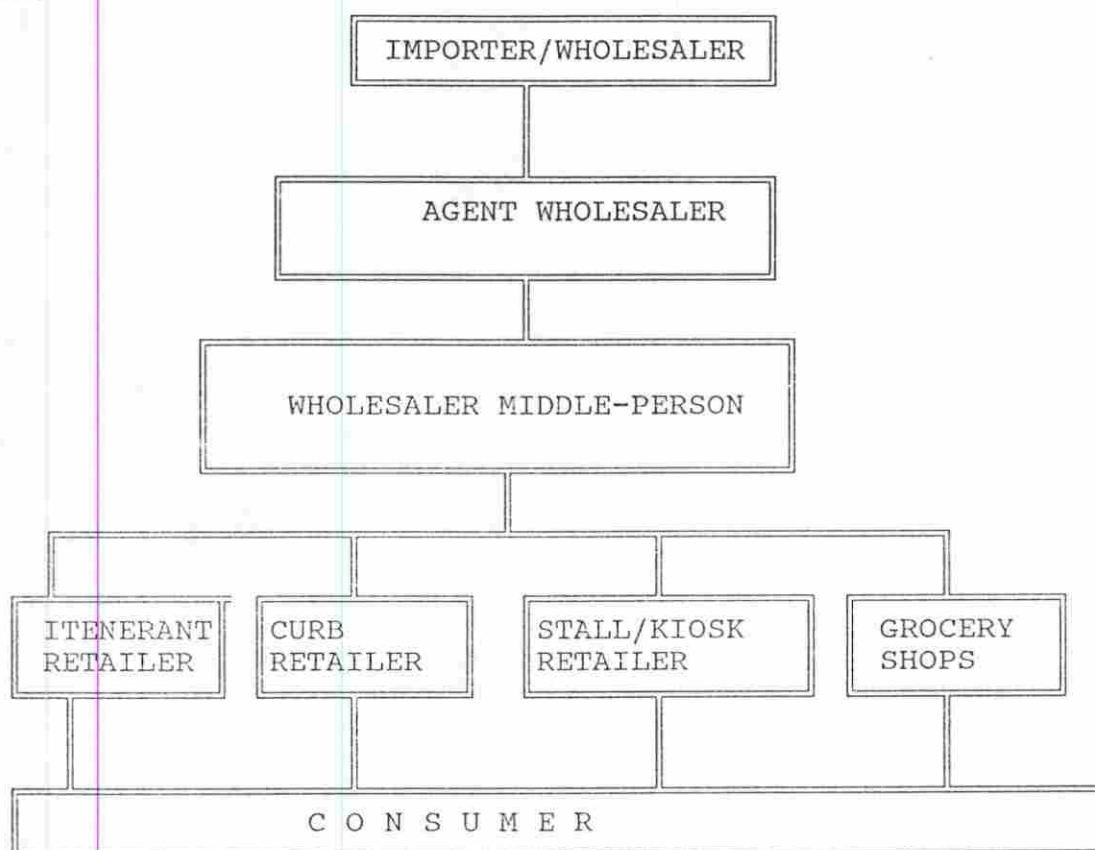 IMPORTER/WHOLESALER
AGENT WHOLESALER
WHOLESALER MIDDLE-PERSON
ITENERANT
RETAILER
CURB
RETAILER
STALL/KIOSK
RETAILER
GROCERY
SHOPS
C O N S U M E R